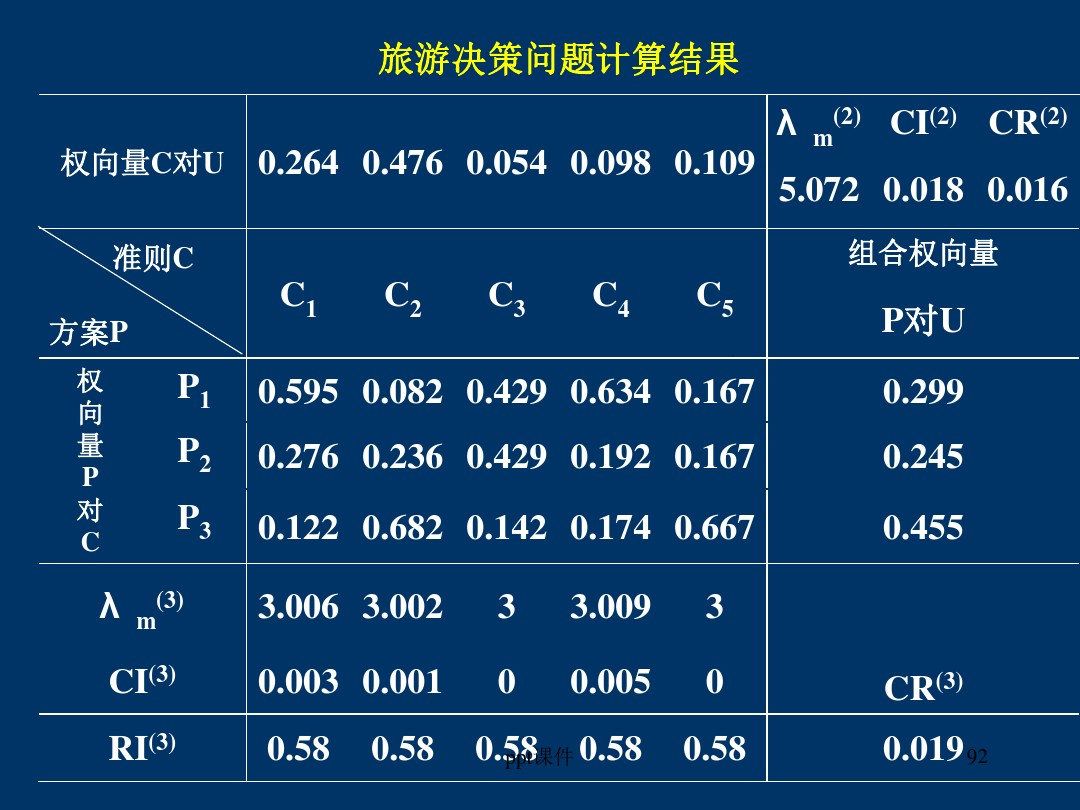 旅游决策问题计算结果
权向量C对U 0.264 0.476 0.054 0.098 0.109 λm(2) CI(2) CR(2)
5.072 0.018 0.016
准则C
方案P
C1 C2 C3 C4 C5
组合权向量
P对U
权向量P对C
P1 0.595 0.082 0.429 0.634 0.167 0.299
P2 0.276 0.236 0.429 0.192 0.167 0.245
P3 0.122 0.682 0.142 0.174 0.667 0.455
λm(3) 3.006 3.002 3 3.009 3
CI(3) 0.003 0.001 0 0.005 0 CR(3)
RI(3) 0.58 0.58 0.58 0.58 0.58 0.019
ppt课件 92